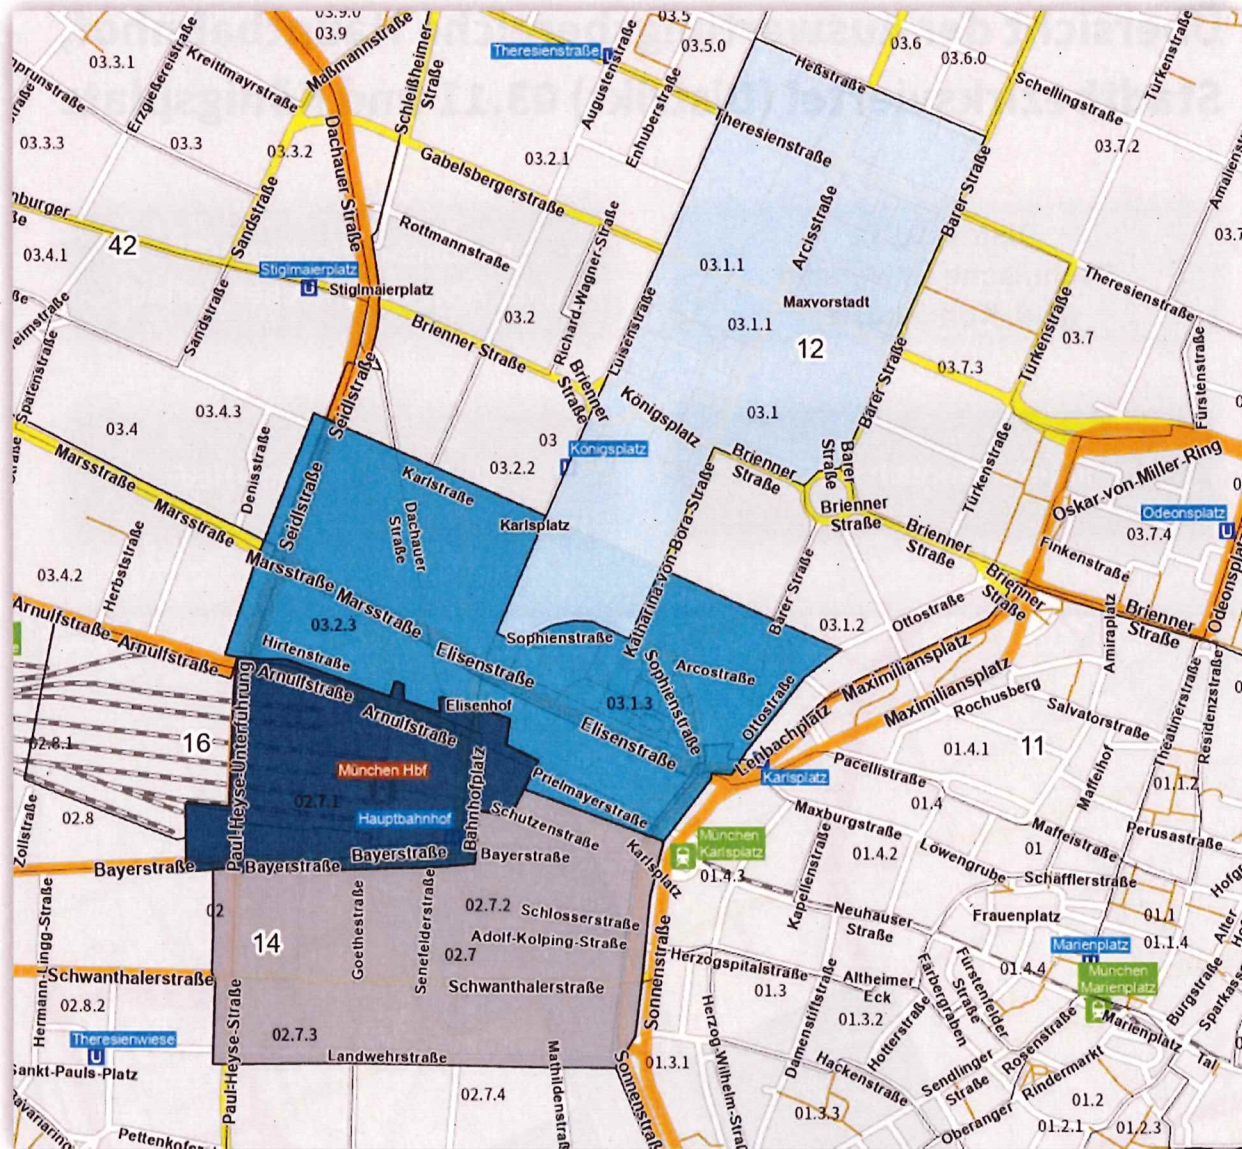 03.9.0
03.9
03.5
03.5.0
03.6
03.6.0
03.3.1
Kreittmayrstraße
Maßmannstraße
Schleißheimer
Straße
Theresienstraße
Augustenstraße
Enhuberstraße
Heßstraße
Schellingstraße
Türkenstraße
Erzgießereistraße
03.3.3
03.3
03.3.2
03.2.1
Theresienstraße
03.7.2
Dachauer Straße
Gabelsbergerstraße
Sandstraße
Rottmannstraße
Richard-Wagner-Straße
Arcisstraße
Barer Straße
42
03.4.1
Stiglmaierplatz
Stiglmaierplatz
03.1.1
Theresienstraße
Maxvorstadt
Luisenstraße
03.2
03.1.1
12
03.7
Türkenstraße
Fürstenstraße
Sandstraße
Spatenstraße
Brienner Straße
Brienner
Straße
03.7.3
Barer Straße
Königsplatz
03.1
03.4.3
03.4
Seidlstraße
03
Königsplatz
03.2.2
Brienner
Straße
Barer
Straße
Oskar-von-Miller-Ring
Türkenstraße
Marsstraße
Denisstraße
Karlstraße
Brienner
Straße
Odeonsplatz
Marsstraße
Seidlstraße
Dachauer
Straße
Karlsplatz
Katharina-von-Bora-Straße
Brienner
Straße
Finkenstraße
03.7.4
03.4.2
Herbststraße
Marsstraße
Marsstraße
Barer Straße
Ottostraße
Brienner
Straße
Amiraplatz
Brienner
Straße
Odeonsplatz
Arnulfstraße
Arnulfstraße
03.2.3
Hirtenstraße
Elisenstraße
Sophienstraße
03.1.2
Arcostraße
Sophienstraße
Maximiliansplatz
Maximiliansplatz
Rochusberg
Salvatorstraße
Theatinerstraße
Residenzstraße
Arnulfstraße
Arnulfstraße
Elisenhof
03.1.3
Elisenstraße
Ottostraße
Lenbachplatz
02.8.1
16
Paul-Heyse-Unterführung
München Hbf
02.7.1
Hauptbahnhof
Bahnhofplatz
Prielmayerstraße
Karlsplatz
Pacellistraße
01.4.1
11
Maffeihof
01.1.2
Zollstraße
02.8
Schützenstraße
Karlsplatz
München
Karlsplatz
Maxburgstraße
01.4
Maffeistraße
Perusastraße
Bayerstraße
Bayerstraße
Bayerstraße
Bayerstraße
01.4.3
01.4.2
Kapellenstraße
Löwengrube
01
Schäfflerstraße
Hermann-Lingg-Straße
02
Goethestraße
Senefelderstraße
02.7.2
Schlosserstraße
Adolf-Kolping-Straße
02.7
14
Neuhauser
Straße
Frauenplatz
01.1
01.1.4
Marienplatz
München
Marienplatz
Schwanthalerstraße
Schwanthalerstraße
Sonnenstraße
Herzogspitalstraße
01.3
Damenstiftstraße
Altheimer
Eck
01.3.2
Färbergraben
Fürstenfelder
Straße
01.4.4
Burgstraße
02.8.2
Theresienwiese
Paul-Heyse-Straße
02.7.3
Landwehrstraße
Herzog-Wilhelm-Straß
Hotterstraße
Hackenstraße
Sendlinger
Straße
Rosenstraße
Rindermarkt
Marienplatz
Tal
01.3.1
Sonnenstraß
Mathildenstraß
02.7.4
01.3.3
Oberanger
01.2
01.2.1
01.2.3